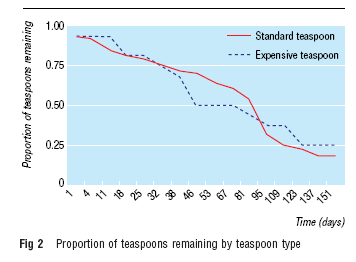 1.00
0.75
0.50
0.25
0
Proportion of teaspoons remaining
Standard teaspoon
Expensive teaspoon
1 4 11 18 25 32 38 46 53 67 81 95 109 123 137 151
Time (days)
Fig 2 Proportion of teaspoons remaining by teaspoon type